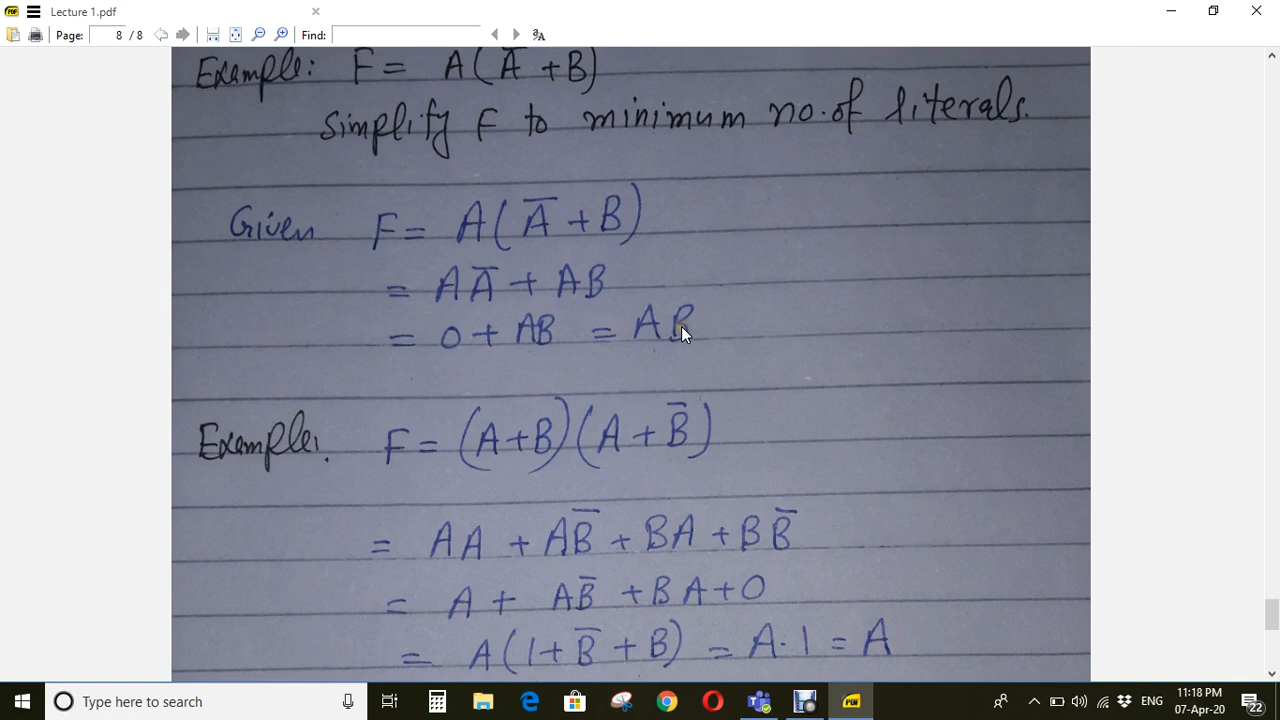 Lecture 1.pdf
Page: 8 / 8 Find:
Example: F = A(A̅ + B)
Simplify F to minimum no. of literals.
Given F = A(A̅ + B)
= AA̅ + AB
= 0 + AB = AB
Example: F = (A+B)(A+B̅)
= AA + AB̅ + BA + BB̅
= A + AB̅ + BA + 0
= A(1+B̅+B) = A·1 = A
Type here to search
ENG
11:18 PM
07-Apr-20
22